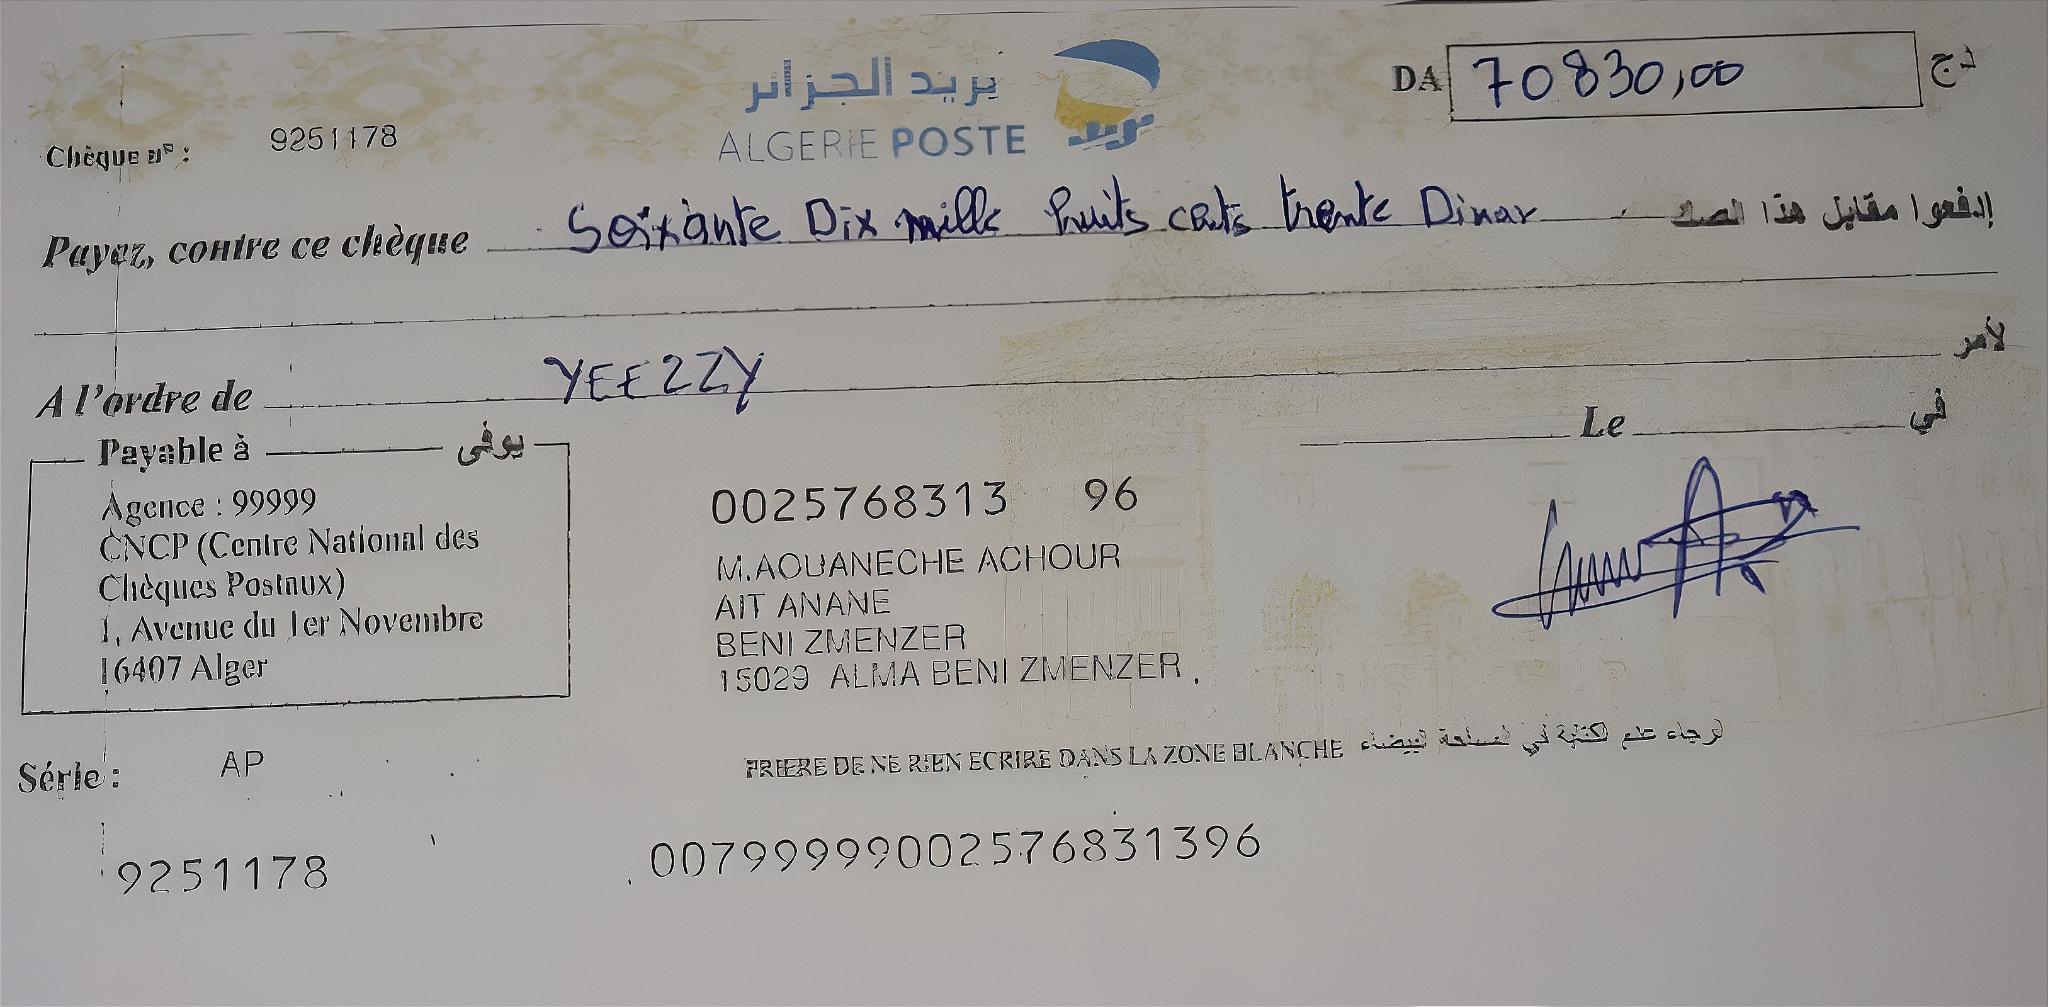 بريد الجزائر
ALGERIE POSTE
بريد
DA 70830,00 دج
Chèque nº : 9251178
Payez, contre ce chèque Soixante Dix mille huits cents trente Dinar إدفعوا مقابل هذا الصك
A l'ordre de YEEZZY لأمر
Le في
Payable à يوفى
Agence : 99999
CNCP (Centre National des
Chèques Postaux)
1, Avenue du 1er Novembre
16407 Alger
0025768313 96
M.AOUANECHE ACHOUR
AIT ANANE
BENI ZMENZER
15029 ALMA BENI ZMENZER
Série : AP
PRIERE DE NE RIEN ECRIRE DANS LA ZONE BLANCHE الرجاء عدم الكتابة في المساحة البيضاء
9251178 00799999002576831396